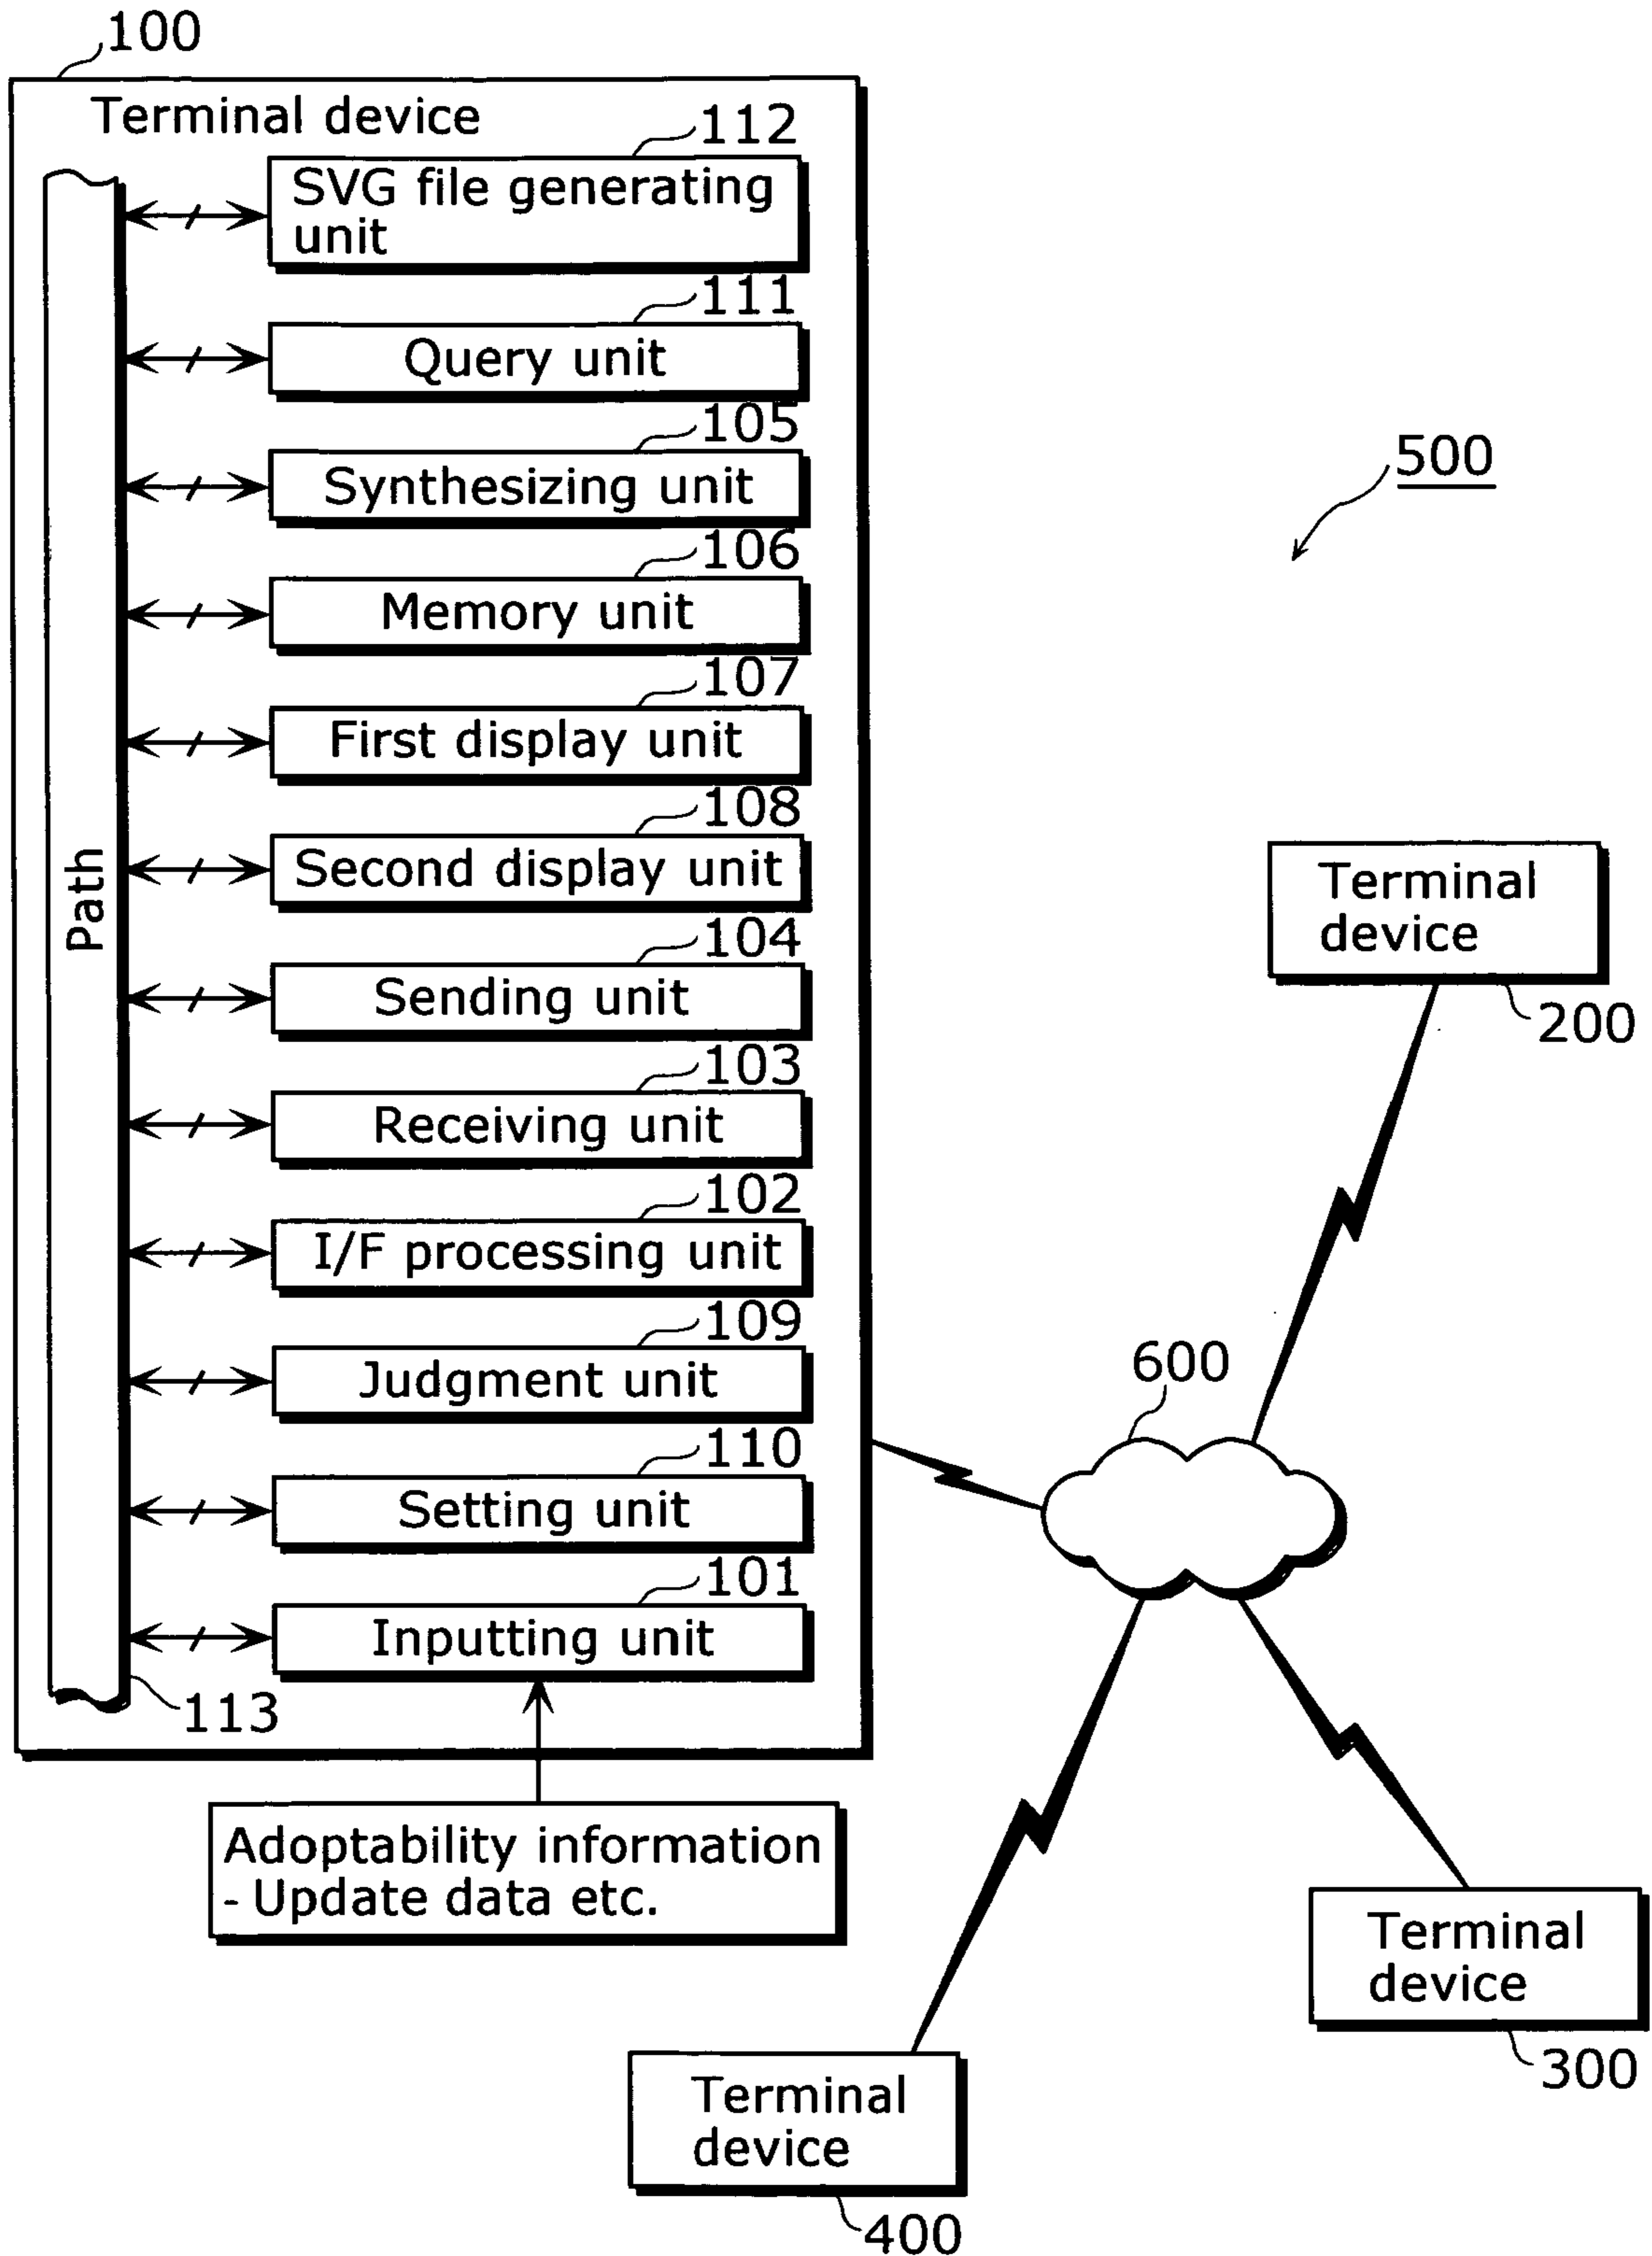 100
Terminal device
112
SVG file generating
unit
111
Query unit
105
Synthesizing unit
106
Memory unit
107
First display unit
108
Second display unit
104
Sending unit
103
Receiving unit
102
I/F processing unit
109
Judgment unit
110
Setting unit
101
Inputting unit
Path
113
Adoptability information
- Update data etc.
500
Terminal
device
200
600
Terminal
device
300
Terminal
device
400